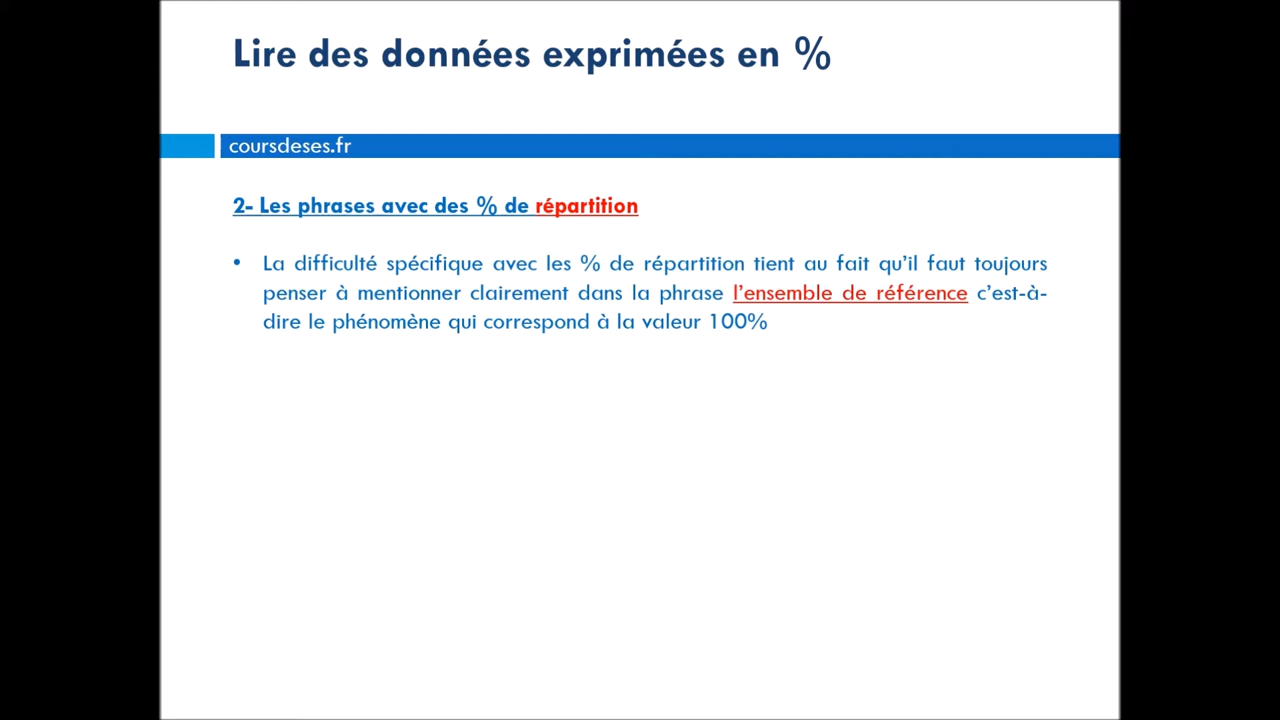 Lire des données exprimées en %
coursdeses.fr
2- Les phrases avec des % de répartition
• La difficulté spécifique avec les % de répartition tient au fait qu'il faut toujours
penser à mentionner clairement dans la phrase l'ensemble de référence c'est-à-
dire le phénomène qui correspond à la valeur 100%